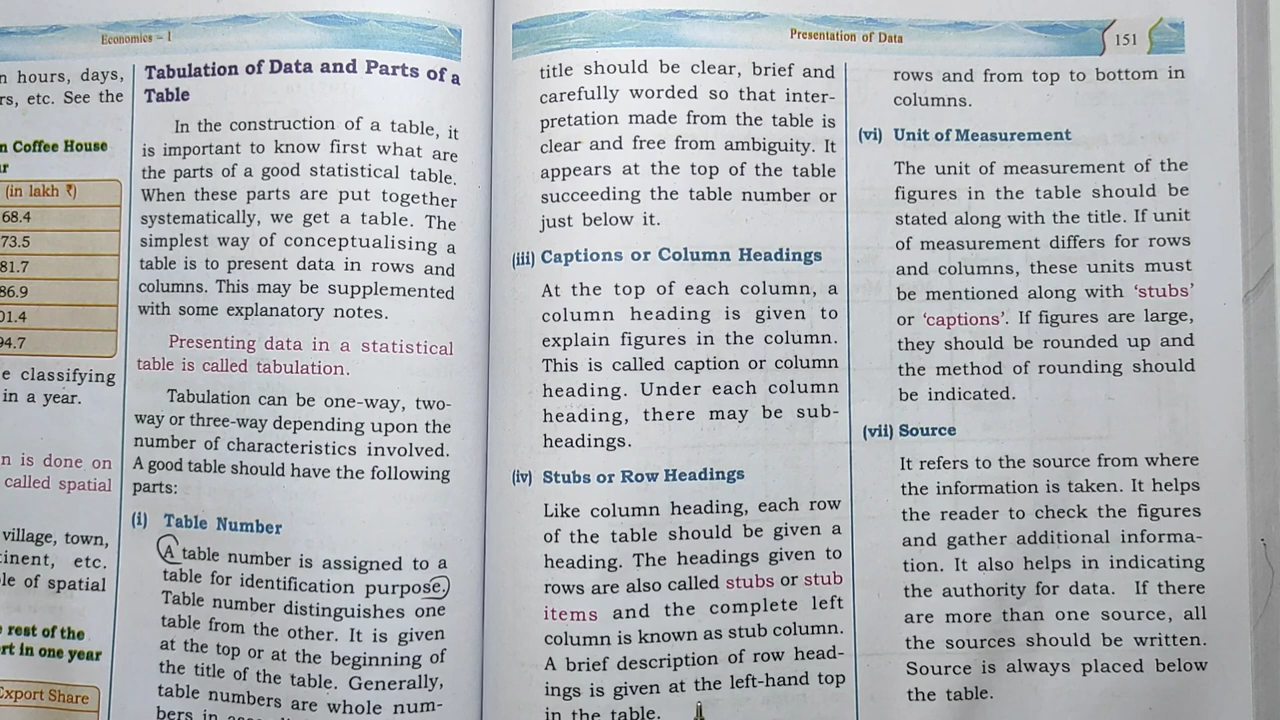 Economics – I
n hours, days,
rs, etc. See the
n Coffee House
(in lakh ₹)
68.4
73.5
81.7
86.9
1.4
4.7
e classifying
in a year.
n is done on
called spatial
village, town,
tinent, etc.
le of spatial
rest of the
rt in one year
Export Share
Tabulation of Data and Parts of a
Table
In the construction of a table, it
is important to know first what are
the parts of a good statistical table.
When these parts are put together
systematically, we get a table. The
simplest way of conceptualising a
table is to present data in rows and
columns. This may be supplemented
with some explanatory notes.
Presenting data in a statistical
table is called tabulation.
Tabulation can be one-way, two-
way or three-way depending upon the
number of characteristics involved.
A good table should have the following
parts:
(i) Table Number
A table number is assigned to a
table for identification purpose.
Table number distinguishes one
table from the other. It is given
at the top or at the beginning of
the title of the table. Generally,
table numbers are whole num-
bers in
Presentation of Data
151
title should be clear, brief and
carefully worded so that inter-
pretation made from the table is
clear and free from ambiguity. It
appears at the top of the table
succeeding the table number or
just below it.
(iii) Captions or Column Headings
At the top of each column, a
column heading is given to
explain figures in the column.
This is called caption or column
heading. Under each column
heading, there may be sub-
headings.
(iv) Stubs or Row Headings
Like column heading, each row
of the table should be given a
heading. The headings given to
rows are also called stubs or stub
items and the complete left
column is known as stub column.
A brief description of row head-
ings is given at the left-hand top
in the table.
rows and from top to bottom in
columns.
(vi) Unit of Measurement
The unit of measurement of the
figures in the table should be
stated along with the title. If unit
of measurement differs for rows
and columns, these units must
be mentioned along with ‘stubs’
or ‘captions’. If figures are large,
they should be rounded up and
the method of rounding should
be indicated.
(vii) Source
It refers to the source from where
the information is taken. It helps
the reader to check the figures
and gather additional informa-
tion. It also helps in indicating
the authority for data. If there
are more than one source, all
the sources should be written.
Source is always placed below
the table.